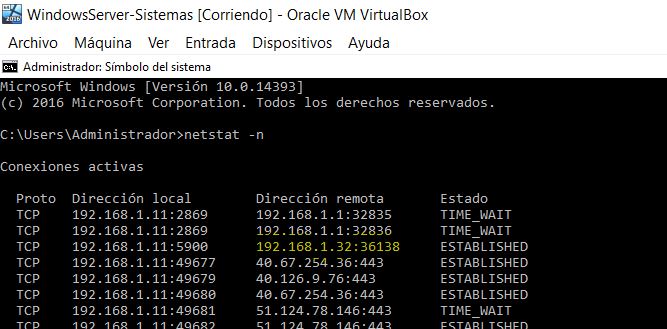 WindowsServer-Sistemas [Corriendo] - Oracle VM VirtualBox
Archivo Máquina Ver Entrada Dispositivos Ayuda
Administrador: Símbolo del sistema
Microsoft Windows [Versión 10.0.14393]
(c) 2016 Microsoft Corporation. Todos los derechos reservados.
C:\Users\Administrador>netstat -n
Conexiones activas
Proto Dirección local Dirección remota Estado
TCP 192.168.1.11:2869 192.168.1.1:32835 TIME_WAIT
TCP 192.168.1.11:2869 192.168.1.1:32836 TIME_WAIT
TCP 192.168.1.11:5900 192.168.1.32:36138 ESTABLISHED
TCP 192.168.1.11:49677 40.67.254.36:443 ESTABLISHED
TCP 192.168.1.11:49679 40.126.9.76:443 ESTABLISHED
TCP 192.168.1.11:49680 40.67.254.36:443 ESTABLISHED
TCP 192.168.1.11:49681 51.124.78.146:443 TIME_WAIT
TCP 192.168.1.11:49682 51.124.78.146:443 ESTABLISHED